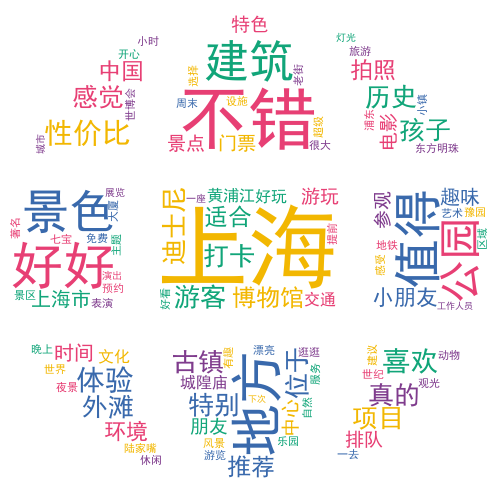 小时
开心
中国
感觉
世博会
性价比
城市
特色
建筑
选择
老街
不错
周末
设施
超级
景点
门票
很大
灯光
旅游
拍照
历史
小镇
浦东
电影
孩子
东方明珠
展览
景色
大厦
著名
七宝
免费
主题
好好
演出
预约
景区
上海市
表演
迪士尼
一座
黄浦江
好玩
游玩
适合
上海
提前
打卡
好看
游客
博物馆
交通
参观
值得
趣味
艺术
豫园
公园
区域
地铁
感受
小朋友
工作人员
晚上
时间
文化
世界
体验
夜景
外滩
环境
陆家嘴
休闲
古镇
有趣
漂亮
逛逛
城隍庙
地方
位于
服务
特别
下次
自然
朋友
中心
风景
乐园
游览
推荐
建议
喜欢
动物
世纪
真的
观光
项目
排队
一去